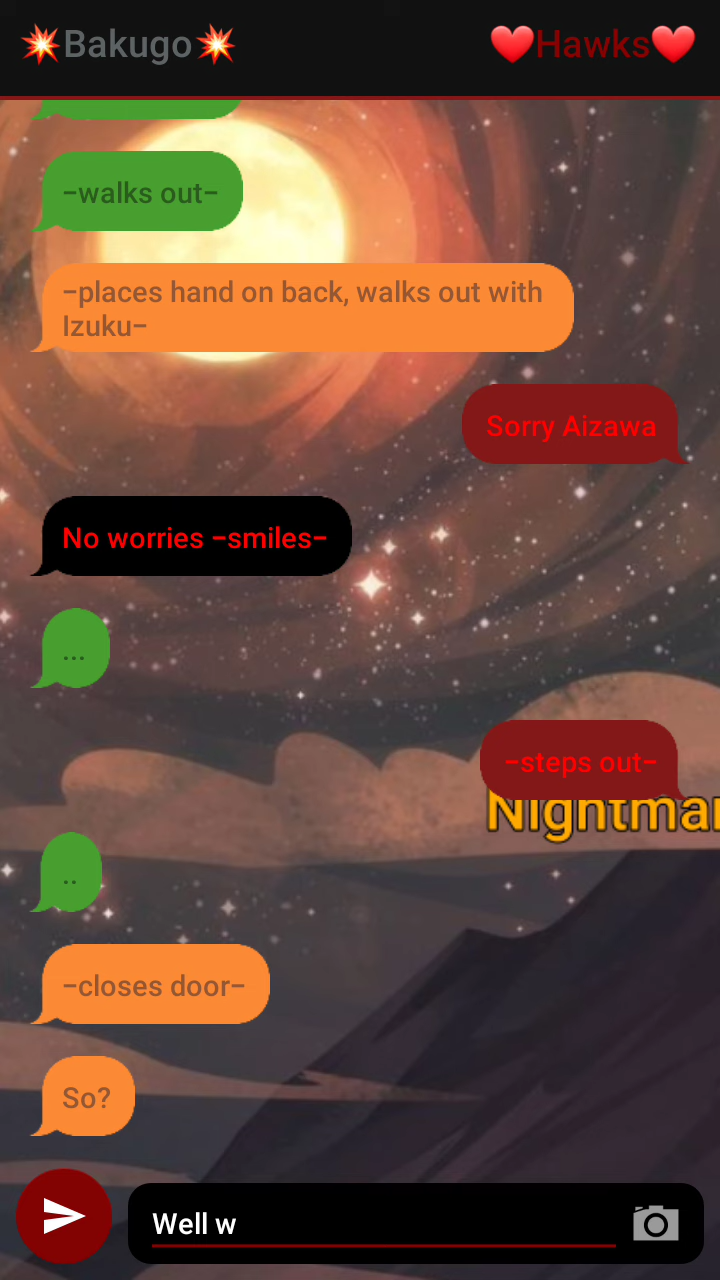 💥Bakugo💥
❤️Hawks❤️
−walks out−
−places hand on back, walks out with
Izuku−
Sorry Aizawa
No worries −smiles−
...
−steps out−
..
−closes door−
So?
Well w